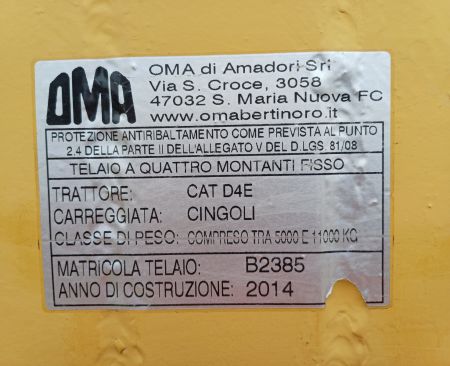 OMA
OMA di Amadori Srl
Via S. Croce, 3058
47032 S. Maria Nuova FC
www.omabertinoro.it
PROTEZIONE ANTIRIBALTAMENTO COME PREVISTA AL PUNTO
2.4 DELLA PARTE II DELL'ALLEGATO V DEL D.LGS. 81/08
TELAIO A QUATTRO MONTANTI FISSO
TRATTORE: CAT D4E
CARREGGIATA: CINGOLI
CLASSE DI PESO: COMPRESO TRA 5000 E 11000 KG
MATRICOLA TELAIO: B2385
ANNO DI COSTRUZIONE: 2014